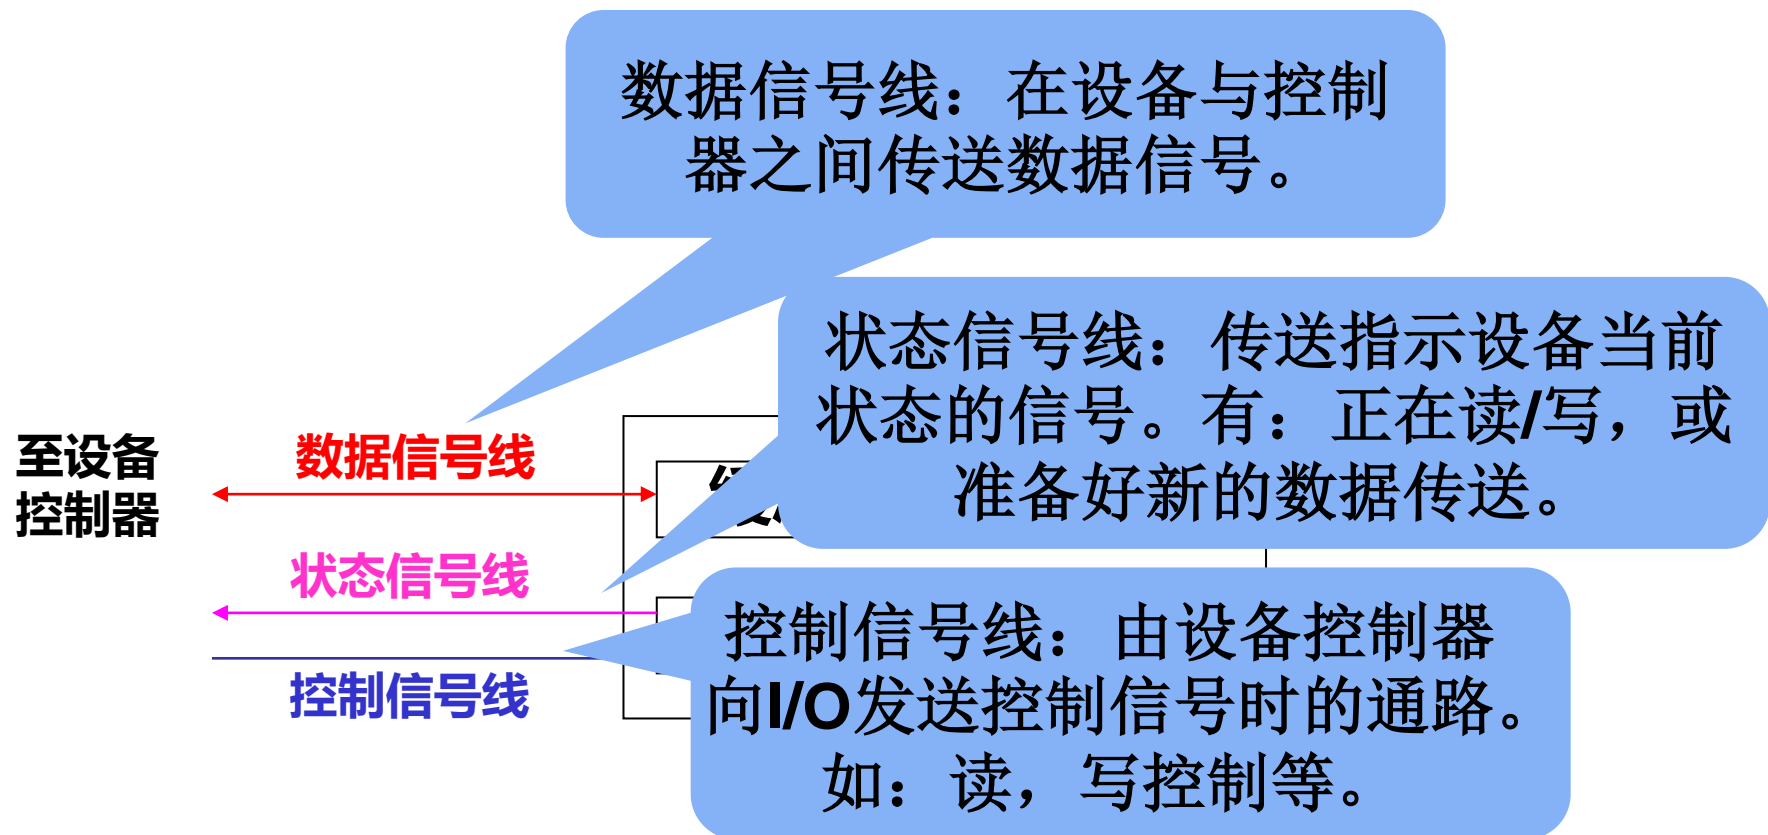 数据信号线：在设备与控制
器之间传送数据信号。
状态信号线：传送指示设备当前
状态的信号。有：正在读/写，或
准备好新的数据传送。
至设备
控制器
数据信号线
状态信号线
控制信号线：由设备控制器
向I/O发送控制信号时的通路。
如：读，写控制等。
控制信号线